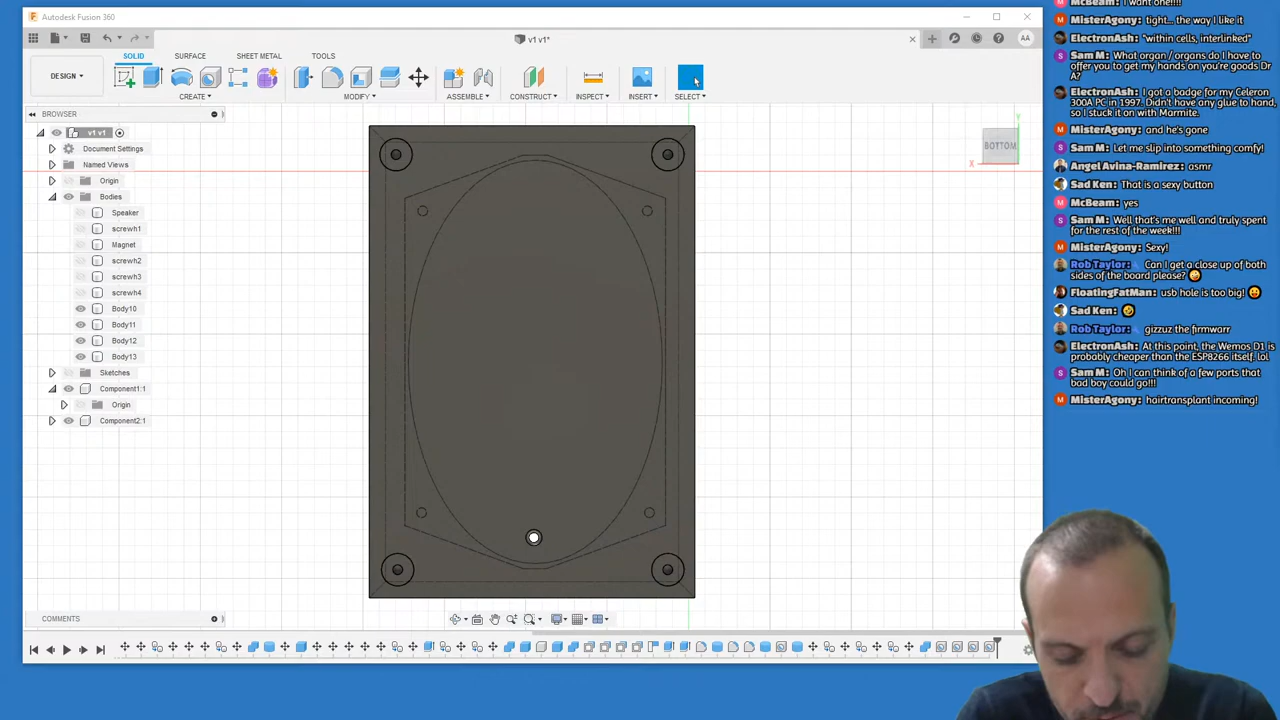 Autodesk Fusion 360
v1 v1*
AA
SOLID
SURFACE
SHEET METAL
TOOLS
DESIGN
CREATE
MODIFY
ASSEMBLE
CONSTRUCT
INSPECT
INSERT
SELECT
BROWSER
v1 v1
Document Settings
Named Views
Origin
Bodies
Speaker
screwh1
Magnet
screwh2
screwh3
screwh4
Body10
Body11
Body12
Body13
Sketches
Component1:1
Origin
Component2:1
COMMENTS
BOTTOM
X
Y
McBeam: I want one!!!!
MisterAgony: tight... the way I like it
ElectronAsh: "within cells, interlinked"
Sam M: What organ / organs do I have to
offer you to get my hands on you're goods Dr
A?
ElectronAsh: I got a badge for my Celeron
300A PC in 1997. Didn't have any glue to hand,
so I stuck it on with Marmite.
MisterAgony: and he's gone
Sam M: Let me slip into something comfy!
Angel Avina-Ramirez: asmr
Sad Ken: That is a sexy button
McBeam: yes
Sam M: Well that's me well and truly spent
for the rest of the week!!!
MisterAgony: Sexy!
Rob Taylor: Can I get a close up of both
sides of the board please? 🤪
FloatingFatMan: usb hole is too big! 😛
Sad Ken: 🤣
Rob Taylor: gizzuz the firmwarr
ElectronAsh: At this point, the Wemos D1 is
probably cheaper than the ESP8266 itself. lol
Sam M: Oh I can think of a few ports that
bad boy could go!!!
MisterAgony: hairtransplant incoming!